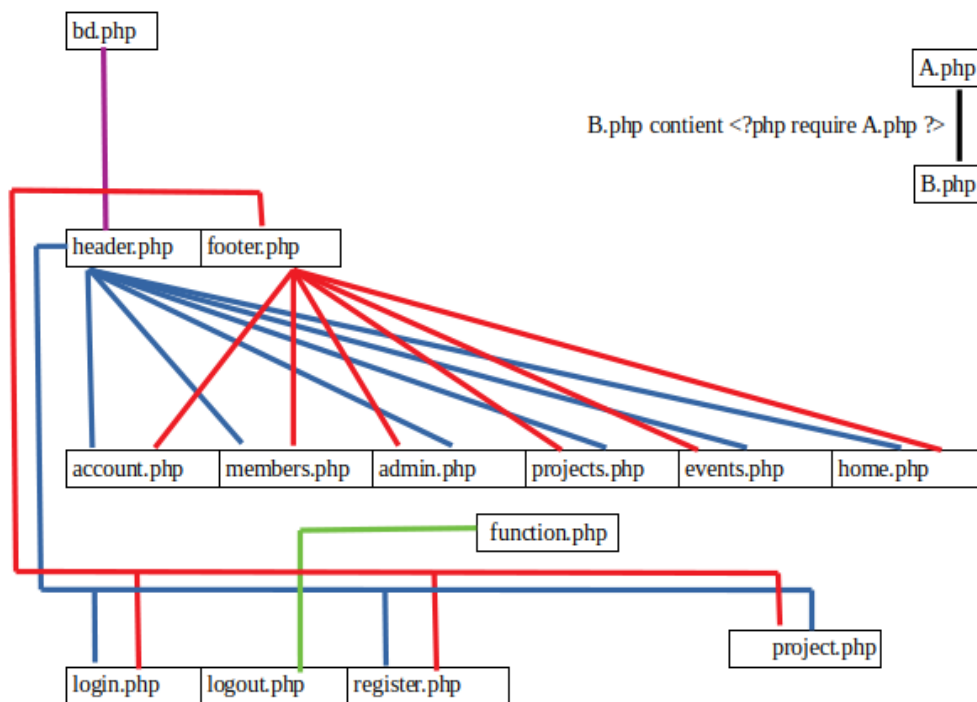 bd.php
A.php
B.php contient <?php require A.php ?>
B.php
header.php footer.php
account.php members.php admin.php projects.php events.php home.php
function.php
project.php
login.php logout.php register.php